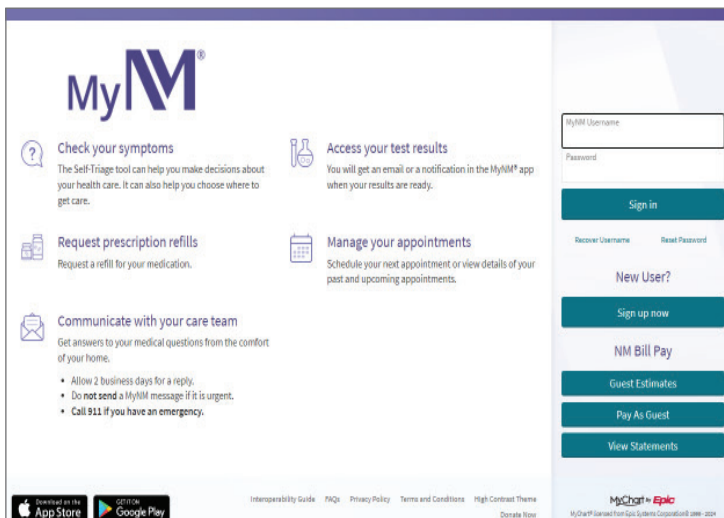 MyNM®
Check your symptoms
The Self-Triage tool can help you make decisions about
your health care. It can also help you choose where to
get care.
Access your test results
You will get an email or a notification in the MyNM® app
when your results are ready.
Request prescription refills
Request a refill for your medication.
Manage your appointments
Schedule your next appointment or view details of your
past and upcoming appointments.
Communicate with your care team
Get answers to your medical questions from the comfort
of your home.
• Allow 2 business days for a reply.
• Do not send a MyNM message if it is urgent.
• Call 911 if you have an emergency.
MyNM Username
Password
Sign in
Recover Username Reset Password
New User?
Sign up now
NM Bill Pay
Guest Estimates
Pay As Guest
View Statements
Download on the
App Store
GET IT ON
Google Play
Interoperability Guide FAQs Privacy Policy Terms and Conditions High Contrast Theme
Donate Now
MyChart by Epic
MyChart® licensed from Epic Systems Corporation© 1999 - 2024